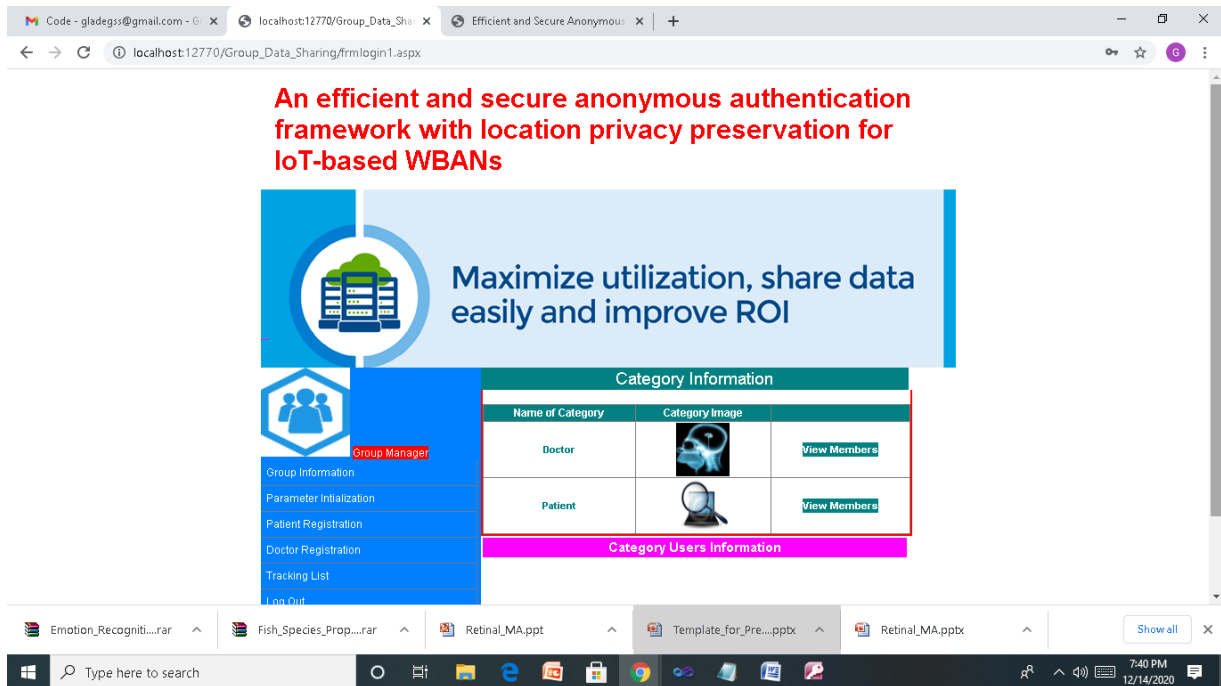 Code - gladegss@gmail.com - G
localhost:12770/Group_Data_Sha
Efficient and Secure Anonymous
localhost:12770/Group_Data_Sharing/frmlogin1.aspx
G
An efficient and secure anonymous authentication
framework with location privacy preservation for
IoT-based WBANs
Maximize utilization, share data
easily and improve ROI
Group Manager
Group Information
Parameter Intialization
Patient Registration
Doctor Registration
Tracking List
Log Out
Category Information
Name of Category Category Image
Doctor View Members
Patient View Members
Category Users Information
Emotion_Recogniti....rar
Fish_Species_Prop....rar
Retinal_MA.ppt
Template_for_Pre....pptx
Retinal_MA.pptx
Show all
Type here to search
7:40 PM
12/14/2020